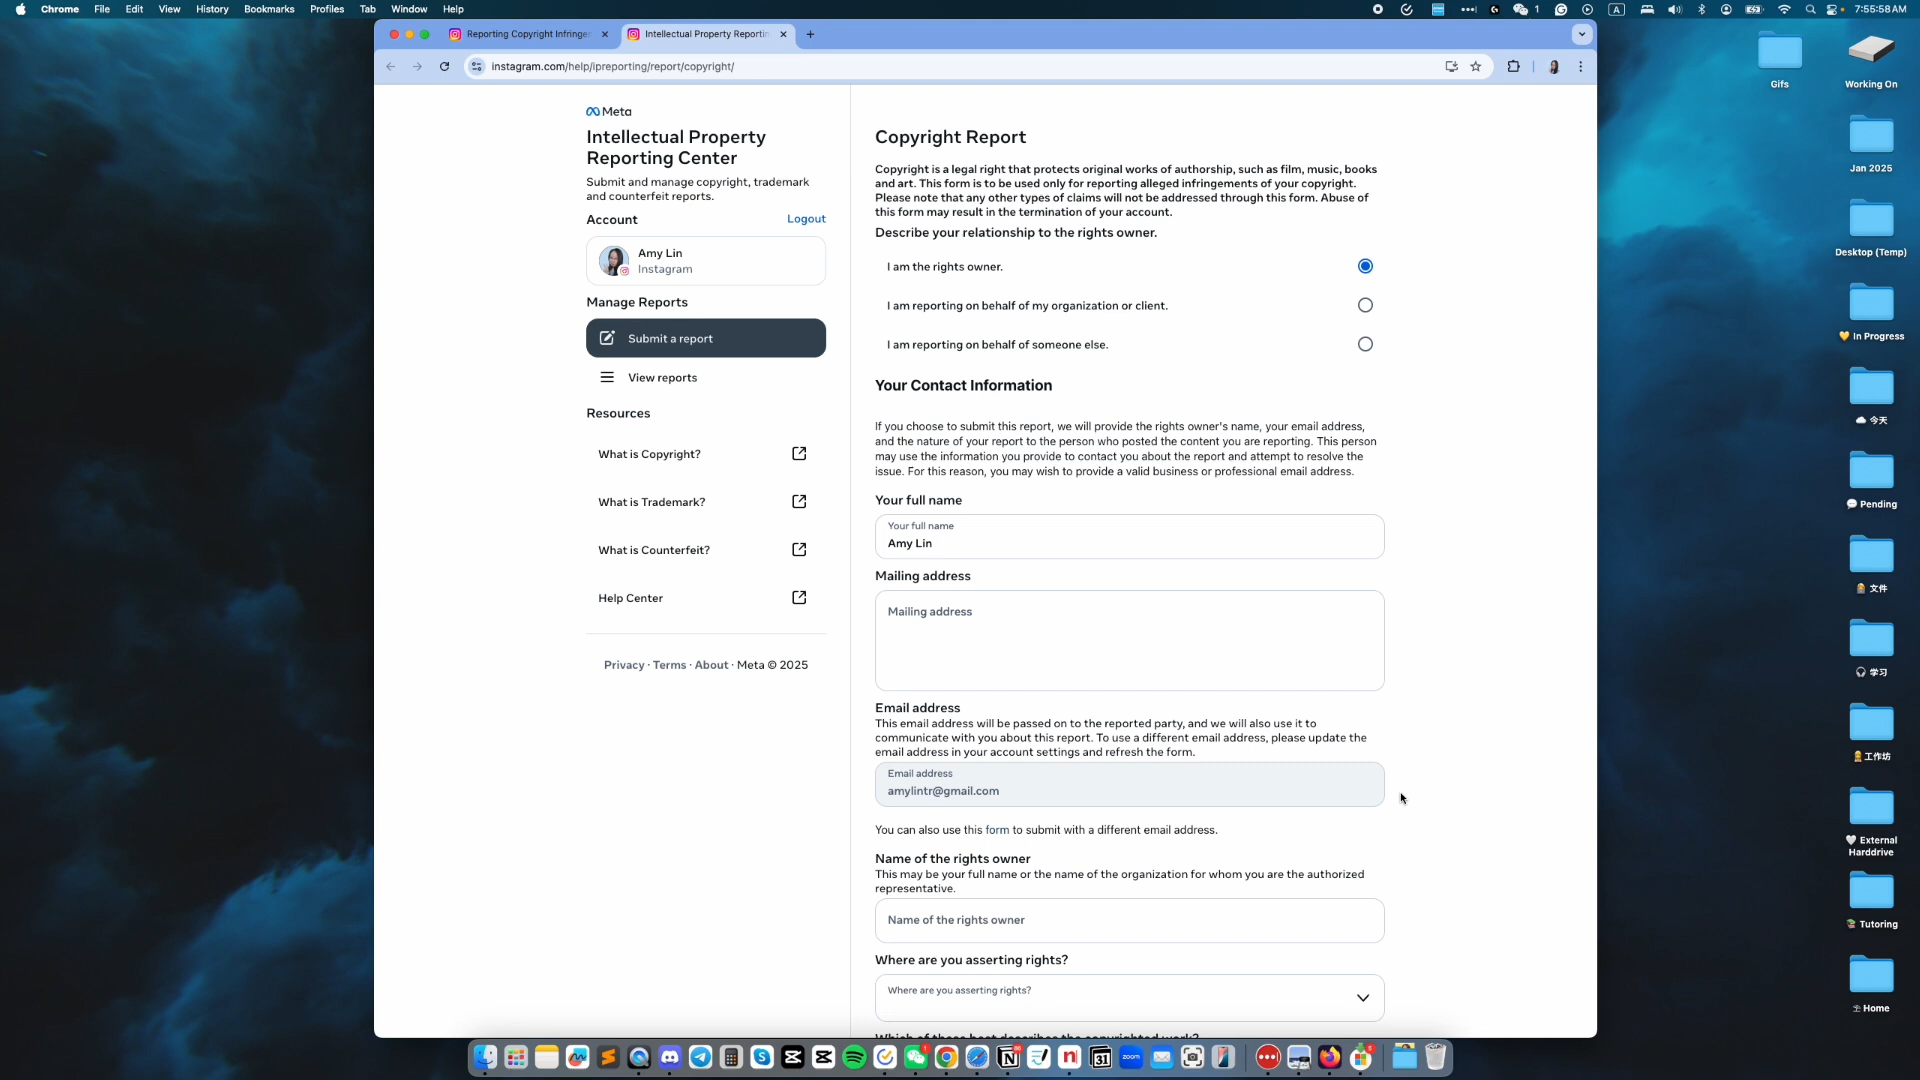 Chrome File Edit View History Bookmarks Profiles Tab Window Help
1
A
7:55:58AM
Reporting Copyright Infringe
Intellectual Property Reportin
instagram.com/help/ipreporting/report/copyright/
Meta
Intellectual Property
Reporting Center
Submit and manage copyright, trademark
and counterfeit reports.
Account
Logout
Amy Lin
Instagram
Manage Reports
Submit a report
View reports
Resources
What is Copyright?
What is Trademark?
What is Counterfeit?
Help Center
Privacy · Terms · About · Meta © 2025
Copyright Report
Copyright is a legal right that protects original works of authorship, such as film, music, books
and art. This form is to be used only for reporting alleged infringements of your copyright.
Please note that any other types of claims will not be addressed through this form. Abuse of
this form may result in the termination of your account.
Describe your relationship to the rights owner.
I am the rights owner.
I am reporting on behalf of my organization or client.
I am reporting on behalf of someone else.
Your Contact Information
If you choose to submit this report, we will provide the rights owner's name, your email address,
and the nature of your report to the person who posted the content you are reporting. This person
may use the information you provide to contact you about the report and attempt to resolve the
issue. For this reason, you may wish to provide a valid business or professional email address.
Your full name
Your full name
Amy Lin
Mailing address
Mailing address
Email address
This email address will be passed on to the reported party, and we will also use it to
communicate with you about this report. To use a different email address, please update the
email address in your account settings and refresh the form.
Email address
amylintr@gmail.com
You can also use this form to submit with a different email address.
Name of the rights owner
This may be your full name or the name of the organization for whom you are the authorized
representative.
Name of the rights owner
Where are you asserting rights?
Where are you asserting rights?
Which of these best describes the copyrighted work?
Gifs
Working On
Jan 2025
Desktop (Temp)
In Progress
今天
Pending
文件
学习
工作坊
External
Harddrive
Tutoring
Home
31
zoom